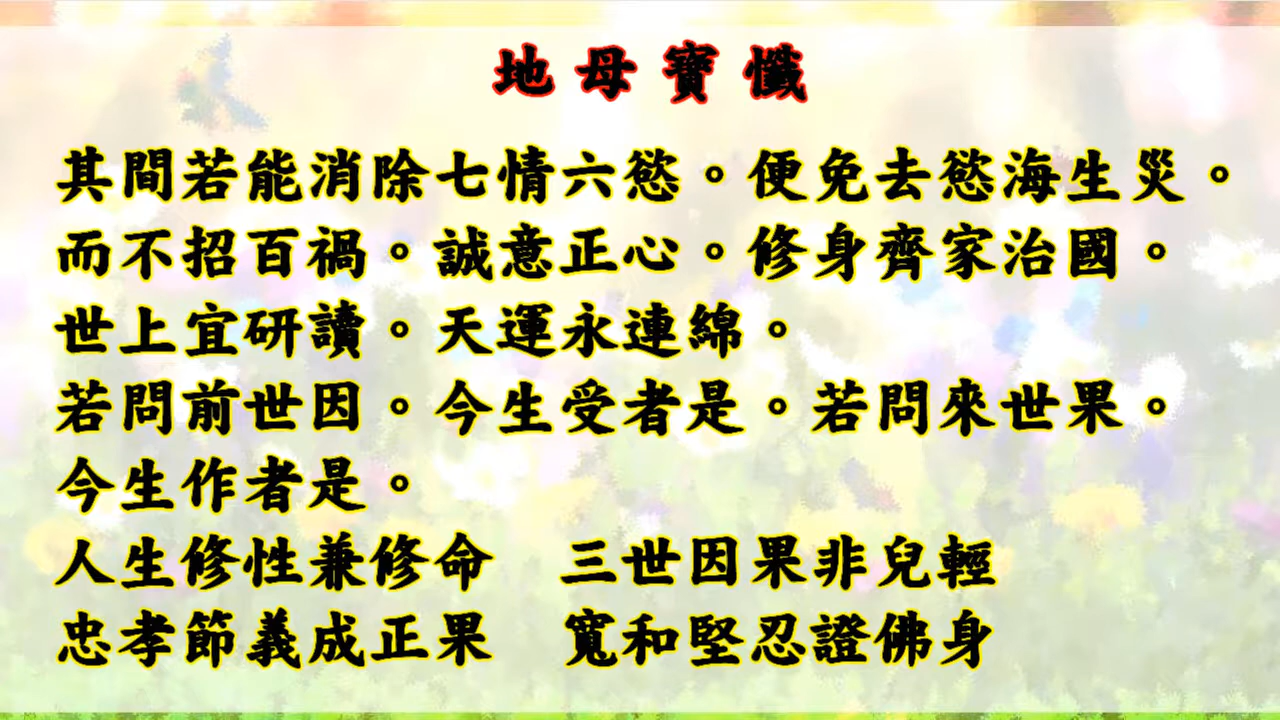 地母寶懺
其間若能消除七情六慾。便免去慾海生災。
而不招百禍。誠意正心。修身齊家治國。
世上宜研讀。天運永連綿。
若問前世因。今生受者是。若問來世果。
今生作者是。
人生修性兼修命　三世因果非兒輕
忠孝節義成正果　寬和堅忍證佛身